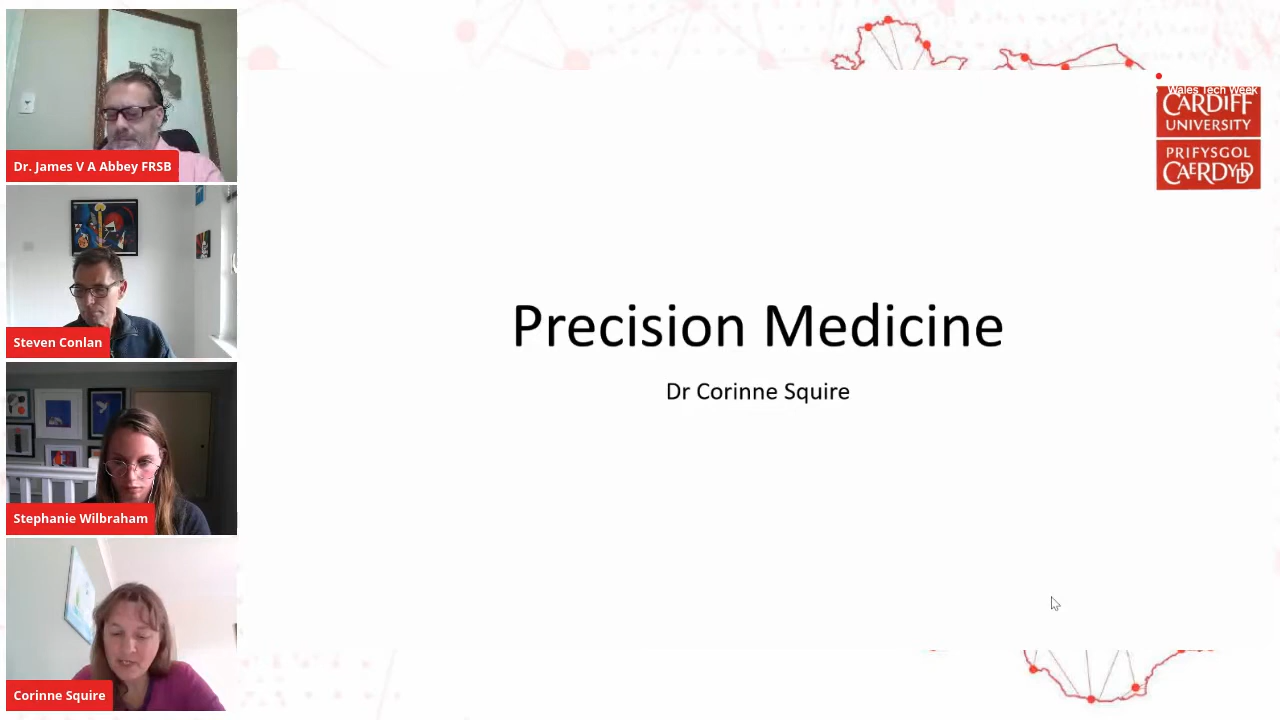 Dr. James V A Abbey FRSB
Steven Conlan
Stephanie Wilbraham
Corinne Squire
Wales Tech Week
CARDIFF
UNIVERSITY
PRIFYSGOL
CAERDYDD
Precision Medicine
Dr Corinne Squire